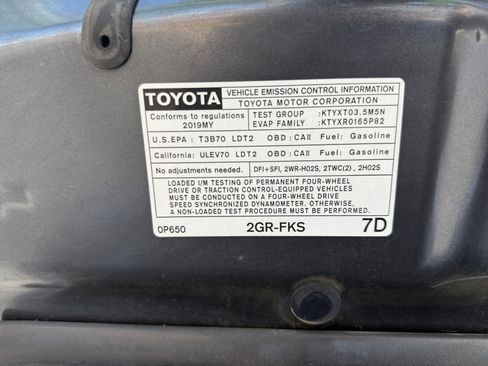 TOYOTA VEHICLE EMISSION CONTROL INFORMATION
TOYOTA MOTOR CORPORATION
Conforms to regulations
2019MY
TEST GROUP : KTYXT03.5M5N
EVAP FAMILY : KTYXR0165P82
U.S.EPA : T3B70 LDT2 OBD : CAII Fuel: Gasoline
California: ULEV70 LDT2 OBD : CAII Fuel: Gasoline
No adjustments needed. DFI+SFI, 2WR-HO2S, 2TWC(2), 2HO2S
LOADED I/M TESTING OF PERMANENT FOUR-WHEEL
DRIVE OR TRACTION CONTROL-EQUIPPED VEHICLES
MUST BE CONDUCTED ON A FOUR-WHEEL DRIVE
SPEED SYNCHRONIZED DYNAMOMETER. OTHERWISE,
A NON-LOADED TEST PROCEDURE MUST BE PERFORMED.
0P650 2GR-FKS 7D